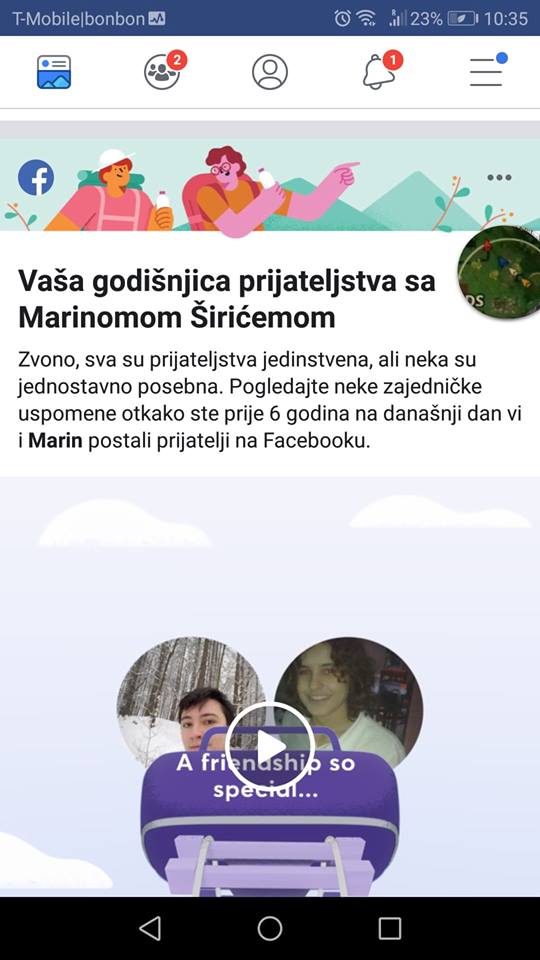 T-Mobile|bonbon
23%
10:35
2
1
Vaša godišnjica prijateljstva sa
Marinomom Širićemom
OS
Zvono, sva su prijateljstva jedinstvena, ali neka su
jednostavno posebna. Pogledajte neke zajedničke
uspomene otkako ste prije 6 godina na današnji dan vi
i Marin postali prijatelji na Facebooku.
A friendship so
special...